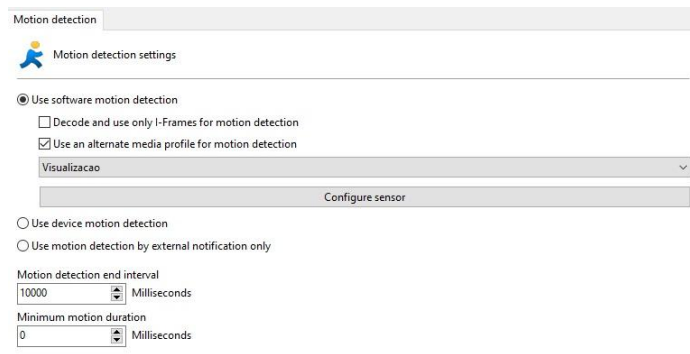 Motion detection
Motion detection settings
Use software motion detection
Decode and use only I-Frames for motion detection
Use an alternate media profile for motion detection
Visualizacao
Configure sensor
Use device motion detection
Use motion detection by external notification only
Motion detection end interval
10000 Milliseconds
Minimum motion duration
0 Milliseconds